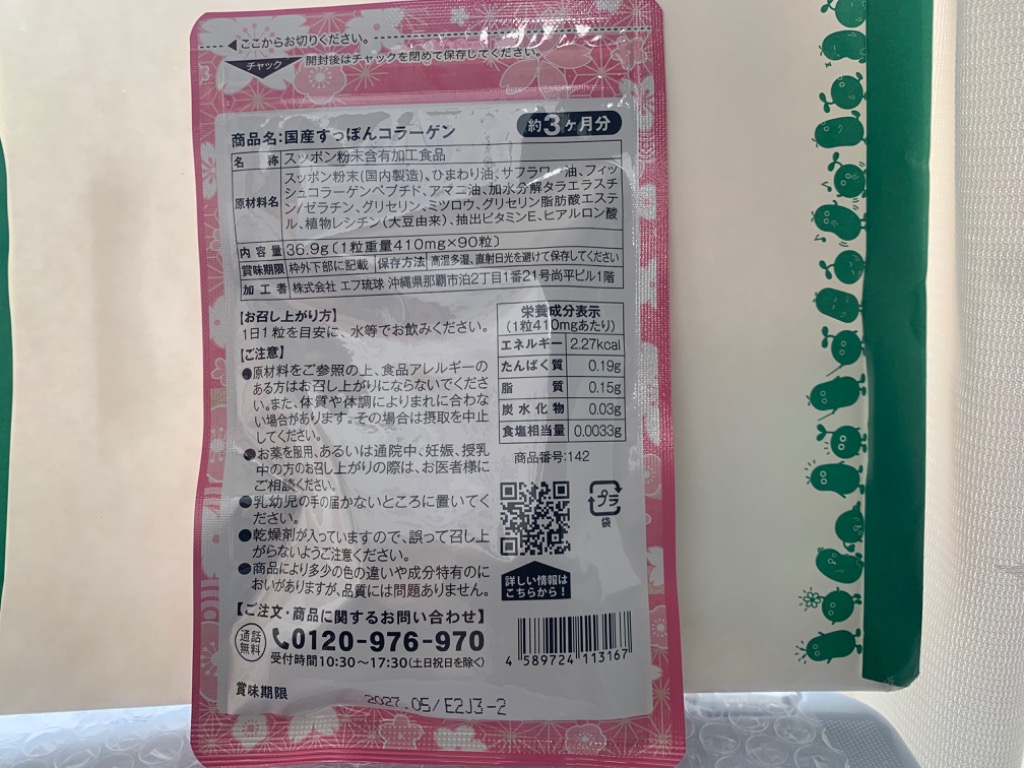 ここからお切りください。
チャック 開封後はチャックを閉めて保存してください。
商品名:国産すっぽんコラーゲン 約3ヶ月分
名称 スッポン粉末含有加工食品
原材料名 スッポン粉末(国内製造)、ひまわり油、サフラワー油、フィッ
シュコラーゲンペプチド、アマニ油、加水分解タラエラスチ
ン/ゼラチン、グリセリン、ミツロウ、グリセリン脂肪酸エステ
ル、植物レシチン(大豆由来)、抽出ビタミンE、ヒアルロン酸
内容量 36.9g(1粒重量410mg×90粒)
賞味期限 枠外下部に記載 保存方法 高温多湿、直射日光を避けて保存してください
加工者 株式会社 エフ琉球 沖縄県那覇市泊2丁目1番21号尚平ビル1階
【お召し上がり方】
1日1粒を目安に、水等でお飲みください。
【ご注意】
●原材料をご参照の上、食品アレルギーの
ある方はお召し上がりにならないでくださ
い。また、体質や体調によりまれに合わな
い場合があります。その場合は摂取を中止
してください。
●お薬を服用、あるいは通院中、妊娠、授乳
中の方のお召し上がりの際は、お医者様に
ご相談ください。
●乳幼児の手の届かないところに置いてく
ださい。
●乾燥剤が入っていますので、誤って召し上
がらないようご注意ください。
●商品により多少の色の違いや成分特有のに
おいがありますが、品質には問題ありません。
栄養成分表示
(1粒410mgあたり)
エネルギー 2.27kcal
たんぱく質 0.19g
脂質 0.15g
炭水化物 0.03g
食塩相当量 0.0033g
商品番号:142
プラ
袋
詳しい情報は
こちらから!
【ご注文・商品に関するお問い合わせ】
通話無料 0120-976-970
受付時間10:30〜17:30(土日祝日を除く)
4 589724 113167
賞味期限 2027.05/E2J3-2